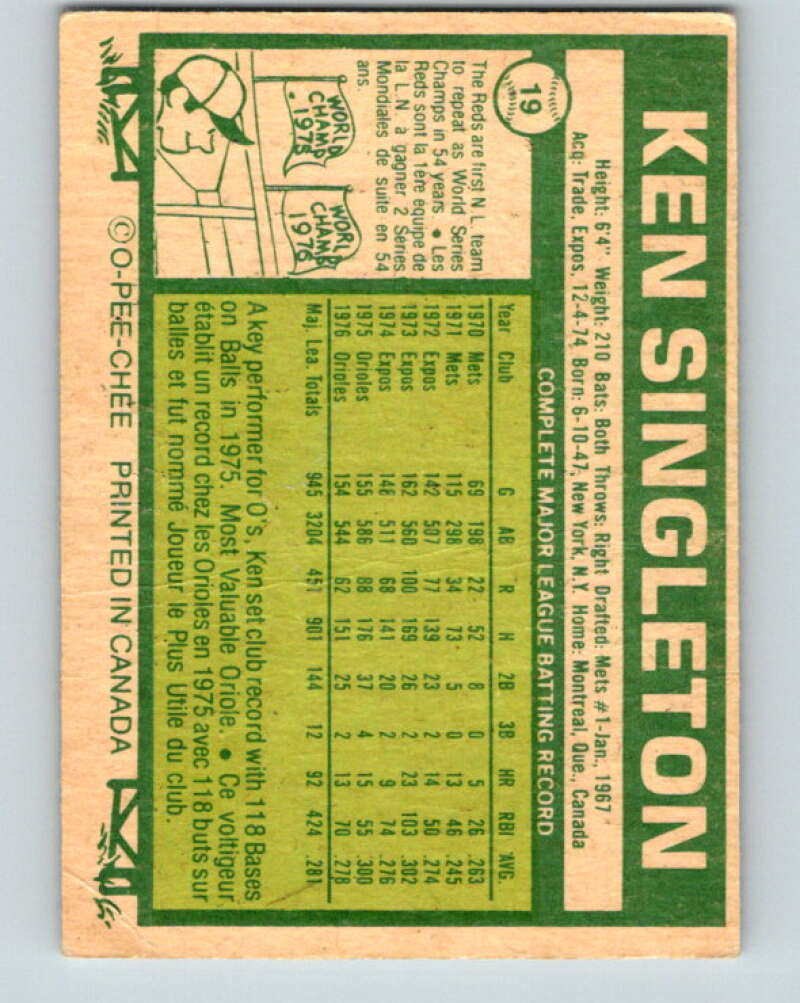 KEN SINGLETON
Height: 6'4" Weight: 210 Bats: Both Throws: Right Drafted: Mets #1-Jan., 1967
Acq: Trade, Expos, 12-4-74 Born: 6-10-47, New York, N.Y. Home: Montreal, Que., Canada
19
The Reds are first N L team
to repeat as World Series
Champs in 54 years. • Les
Reds sont la 1ère équipe de
la L.N. à gagner 2 Series
Mondiales de suite en 54
ans.
WORLD
CHAMP
1975
WORLD
CHAMP
1976
COMPLETE MAJOR LEAGUE BATTING RECORD
Year Club G AB R H 2B 3B HR RBI AVG.
1970 Mets 69 198 22 52 8 0 5 26 .263
1971 Mets 115 298 34 73 5 0 13 46 .245
1972 Expos 142 507 77 139 23 2 14 50 .274
1973 Expos 162 560 100 169 26 2 23 103 .302
1974 Expos 148 511 68 141 20 2 9 74 .276
1975 Orioles 155 586 88 176 37 4 15 55 .300
1976 Orioles 154 544 62 151 25 2 13 70 .278
Maj. Lea. Totals 945 3204 451 901 144 12 92 424 .281
A key performer for O's, Ken set club record with 118 Bases
on Balls in 1975. Most Valuable Oriole. • Ce voltigeur
établit un record chez les Orioles en 1975 avec 118 buts sur
balles et fut nommé Joueur le Plus Utile du club.
©O-PEE-CHEE PRINTED IN CANADA